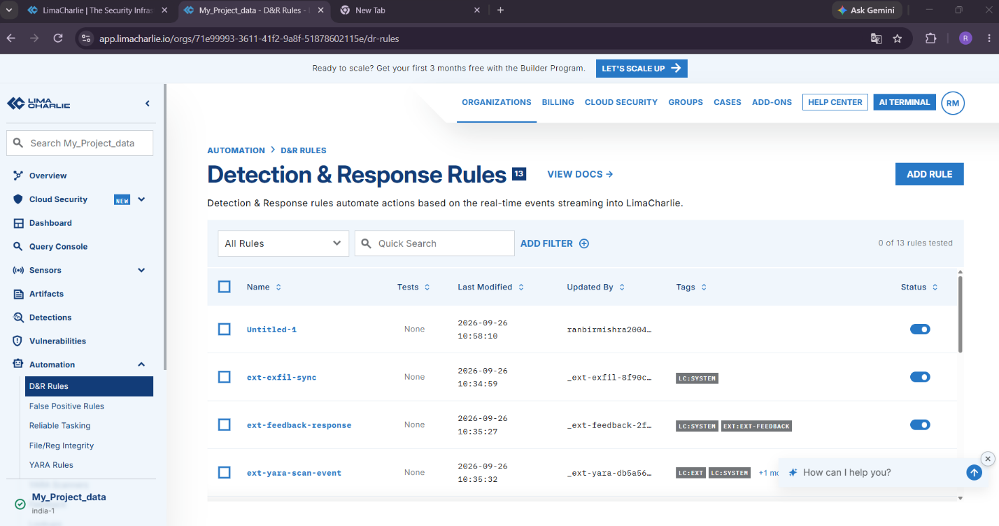 LimaCharlie | The Security Infras
My_Project_data - D&R Rules -
New Tab
Ask Gemini
app.limacharlie.io/orgs/71e99993-3611-41f2-9a8f-51878602115e/dr-rules
R
Ready to scale? Get your first 3 months free with the Builder Program.
LET'S SCALE UP
LIMA
CHARLIE
ORGANIZATIONS
BILLING
CLOUD SECURITY
GROUPS
CASES
ADD-ONS
HELP CENTER
AI TERMINAL
RM
Search My_Project_data
Overview
Cloud Security NEW
Dashboard
Query Console
Sensors
Artifacts
Detections
Vulnerabilities
Automation
D&R Rules
False Positive Rules
Reliable Tasking
File/Reg Integrity
YARA Rules
My_Project_data
india-1
AUTOMATION > D&R RULES
Detection & Response Rules 13
VIEW DOCS →
ADD RULE
Detection & Response rules automate actions based on the real-time events streaming into LimaCharlie.
All Rules
Quick Search
ADD FILTER
0 of 13 rules tested
Name Tests Last Modified Updated By Tags Status
Untitled-1 None 2026-09-26 10:58:10 ranbirmishra2004…
ext-exfil-sync None 2026-09-26 10:34:59 _ext-exfil-8f90c… LC:SYSTEM
ext-feedback-response None 2026-09-26 10:35:27 _ext-feedback-2f… LC:SYSTEM EXT:EXT-FEEDBACK
ext-yara-scan-event None 2026-09-26 10:35:32 _ext-yara-db5a56… LC:EXT LC:SYSTEM +1 mo
How can I help you?